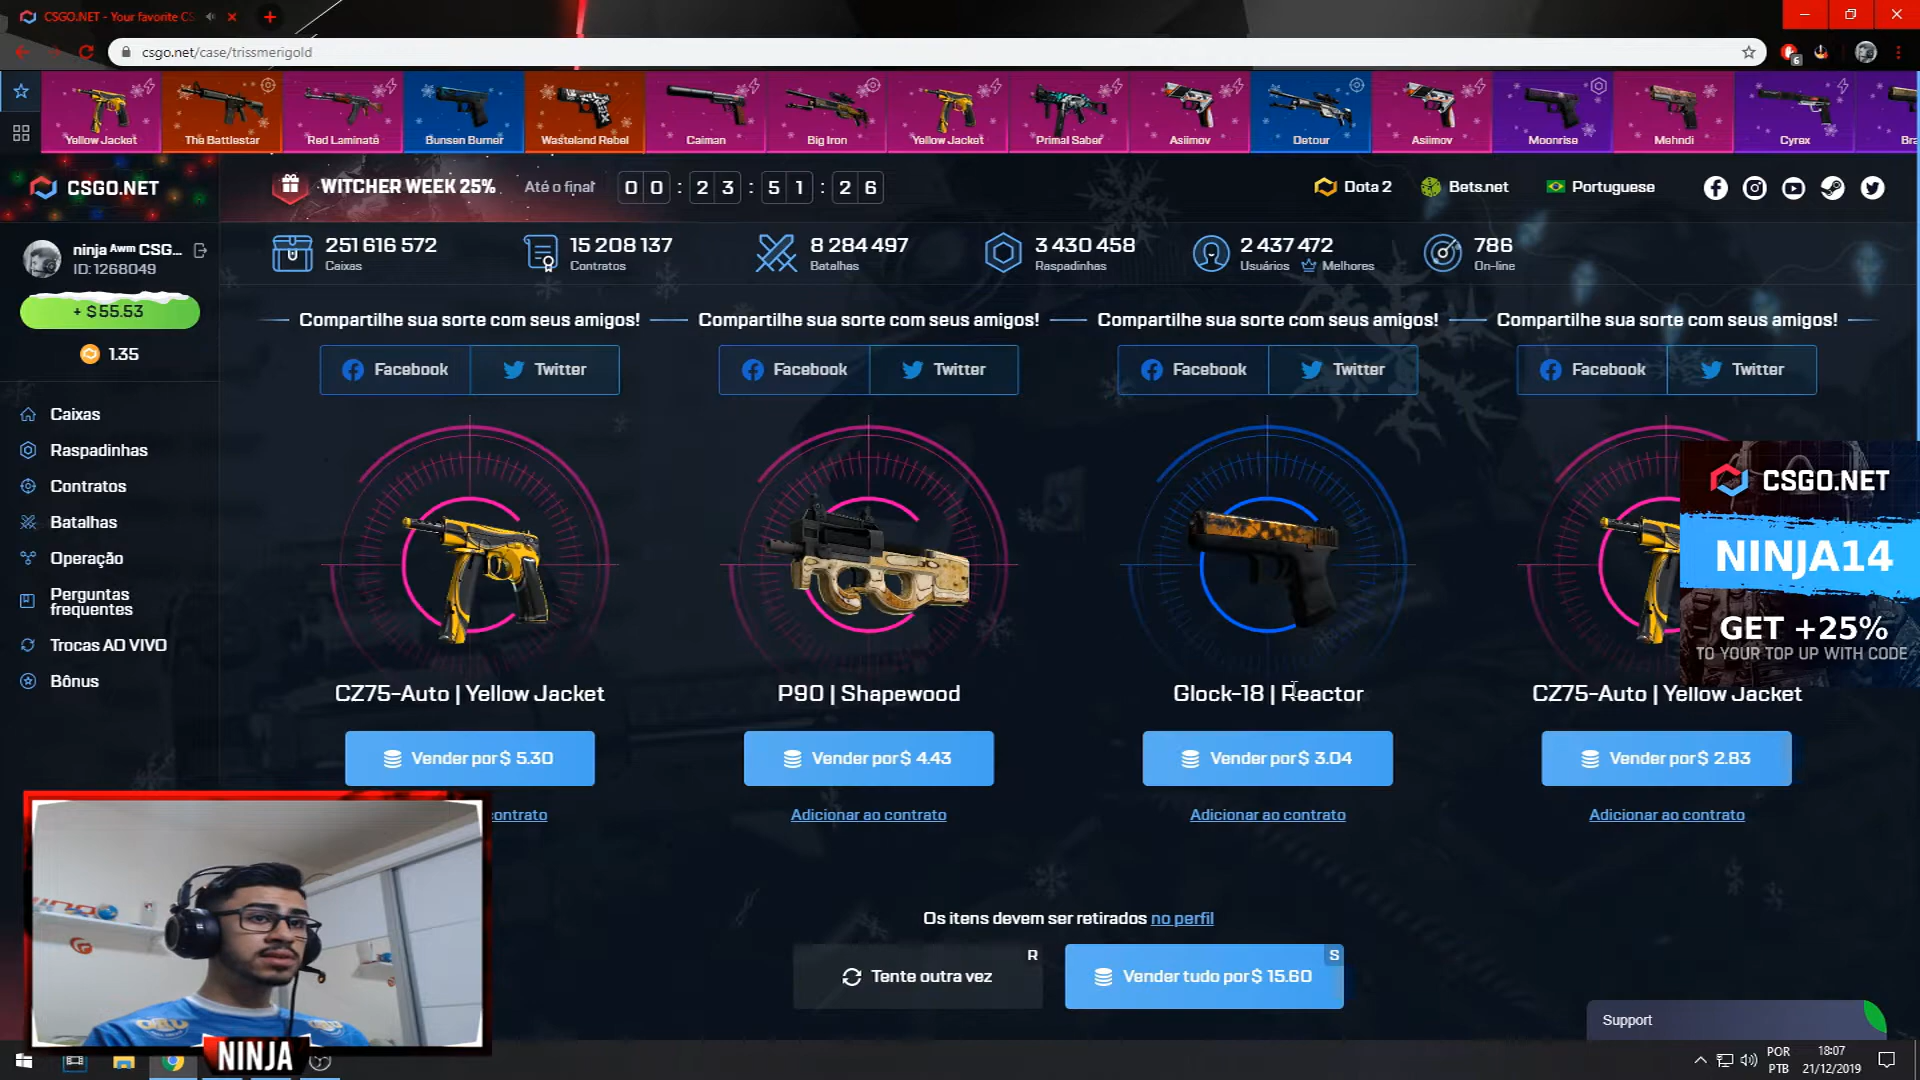 CSGO.NET - Your favorite CS
csgo.net/case/trissmerigold
6
Yellow Jacket
The Battlestar
Red Laminate
Bunsen Burner
Wasteland Rebel
Caiman
Big Iron
Yellow Jacket
Primal Saber
Asiimov
Detour
Asiimov
Moonrise
Mehndi
Cyrex
Bra
CSGO.NET
WITCHER WEEK 25%
Até o final
00 : 23 : 51 : 26
Dota 2
Bets.net
Portuguese
ninja Awm CSG...
ID:1268049
+ $ 55.53
1.35
251 616 572
Caixas
15 208 137
Contratos
8 284 497
Batalhas
3 430 458
Raspadinhas
2 437 472
Usuários Melhores
786
On-line
Caixas
Raspadinhas
Contratos
Batalhas
Operação
Perguntas
frequentes
Trocas AO VIVO
Bônus
Compartilhe sua sorte com seus amigos!
Facebook
Twitter
CZ75-Auto | Yellow Jacket
Vender por $ 5.30
contrato
Compartilhe sua sorte com seus amigos!
Facebook
Twitter
P90 | Shapewood
Vender por $ 4.43
Adicionar ao contrato
Compartilhe sua sorte com seus amigos!
Facebook
Twitter
Glock-18 | Reactor
Vender por $ 3.04
Adicionar ao contrato
Compartilhe sua sorte com seus amigos!
Facebook
Twitter
CZ75-Auto | Yellow Jacket
Vender por $ 2.83
Adicionar ao contrato
CSGO.NET
NINJA14
GET +25%
TO YOUR TOP UP WITH CODE
Os itens devem ser retirados no perfil
Tente outra vez
R
Vender tudo por $ 15.60
S
Support
NINJA
POR
PTB
18:07
21/12/2019